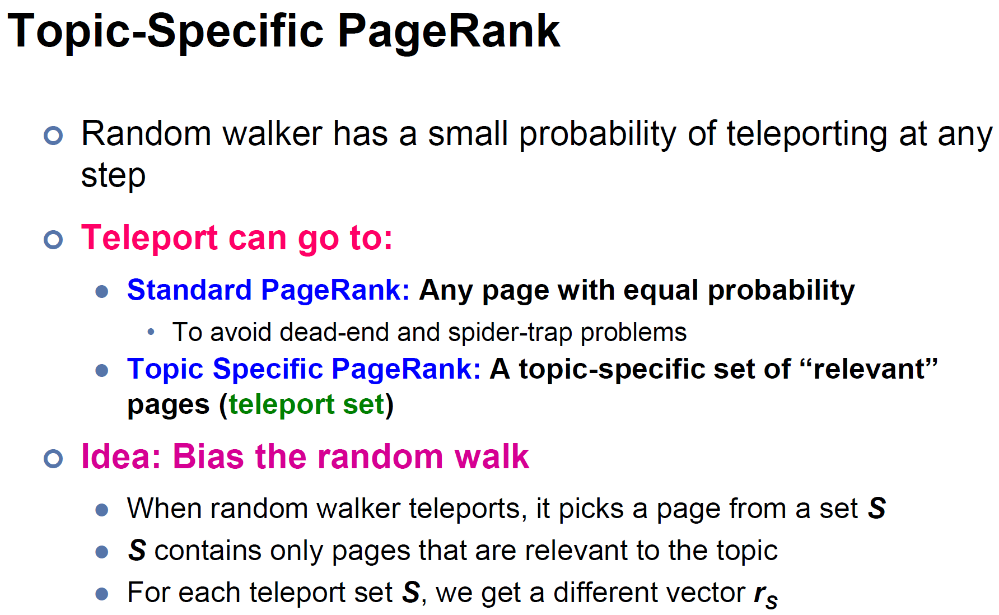 Topic-Specific PageRank
Random walker has a small probability of teleporting at any
step
Teleport can go to:
Standard PageRank: Any page with equal probability
To avoid dead-end and spider-trap problems
Topic Specific PageRank: A topic-specific set of “relevant”
pages (teleport set)
Idea: Bias the random walk
When random walker teleports, it picks a page from a set S
S contains only pages that are relevant to the topic
For each teleport set S, we get a different vector rS